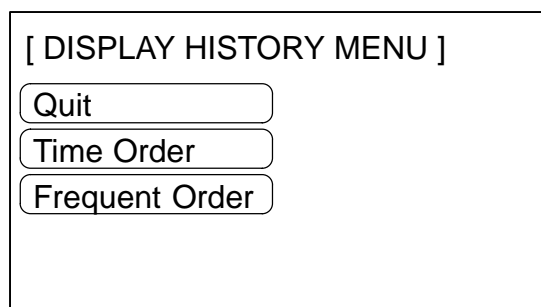 [ DISPLAY HISTORY MENU ]
Quit
Time Order
Frequent Order